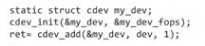 static struct cdev my_dev;
cdev_init(&my_dev, &my_dev_fops);
ret= cdev_add(&my_dev, dev, 1);